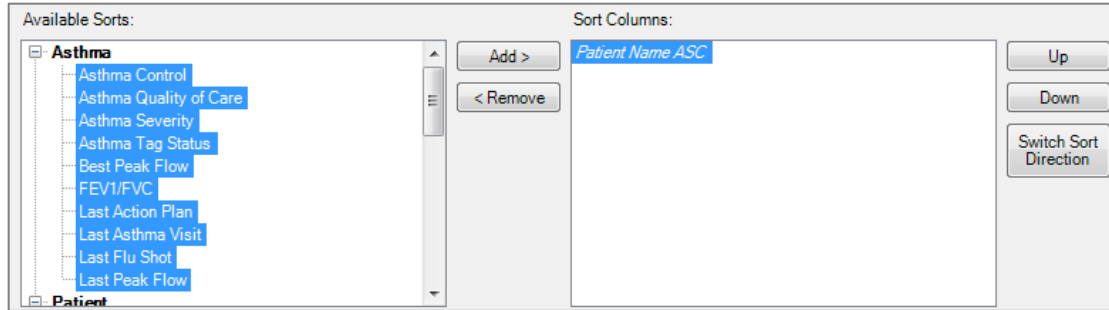 Available Sorts:
Asthma
Asthma Control
Asthma Quality of Care
Asthma Severity
Asthma Tag Status
Best Peak Flow
FEV1/FVC
Last Action Plan
Last Asthma Visit
Last Flu Shot
Last Peak Flow
Patient
Add >
< Remove
Sort Columns:
Patient Name ASC
Up
Down
Switch Sort
Direction